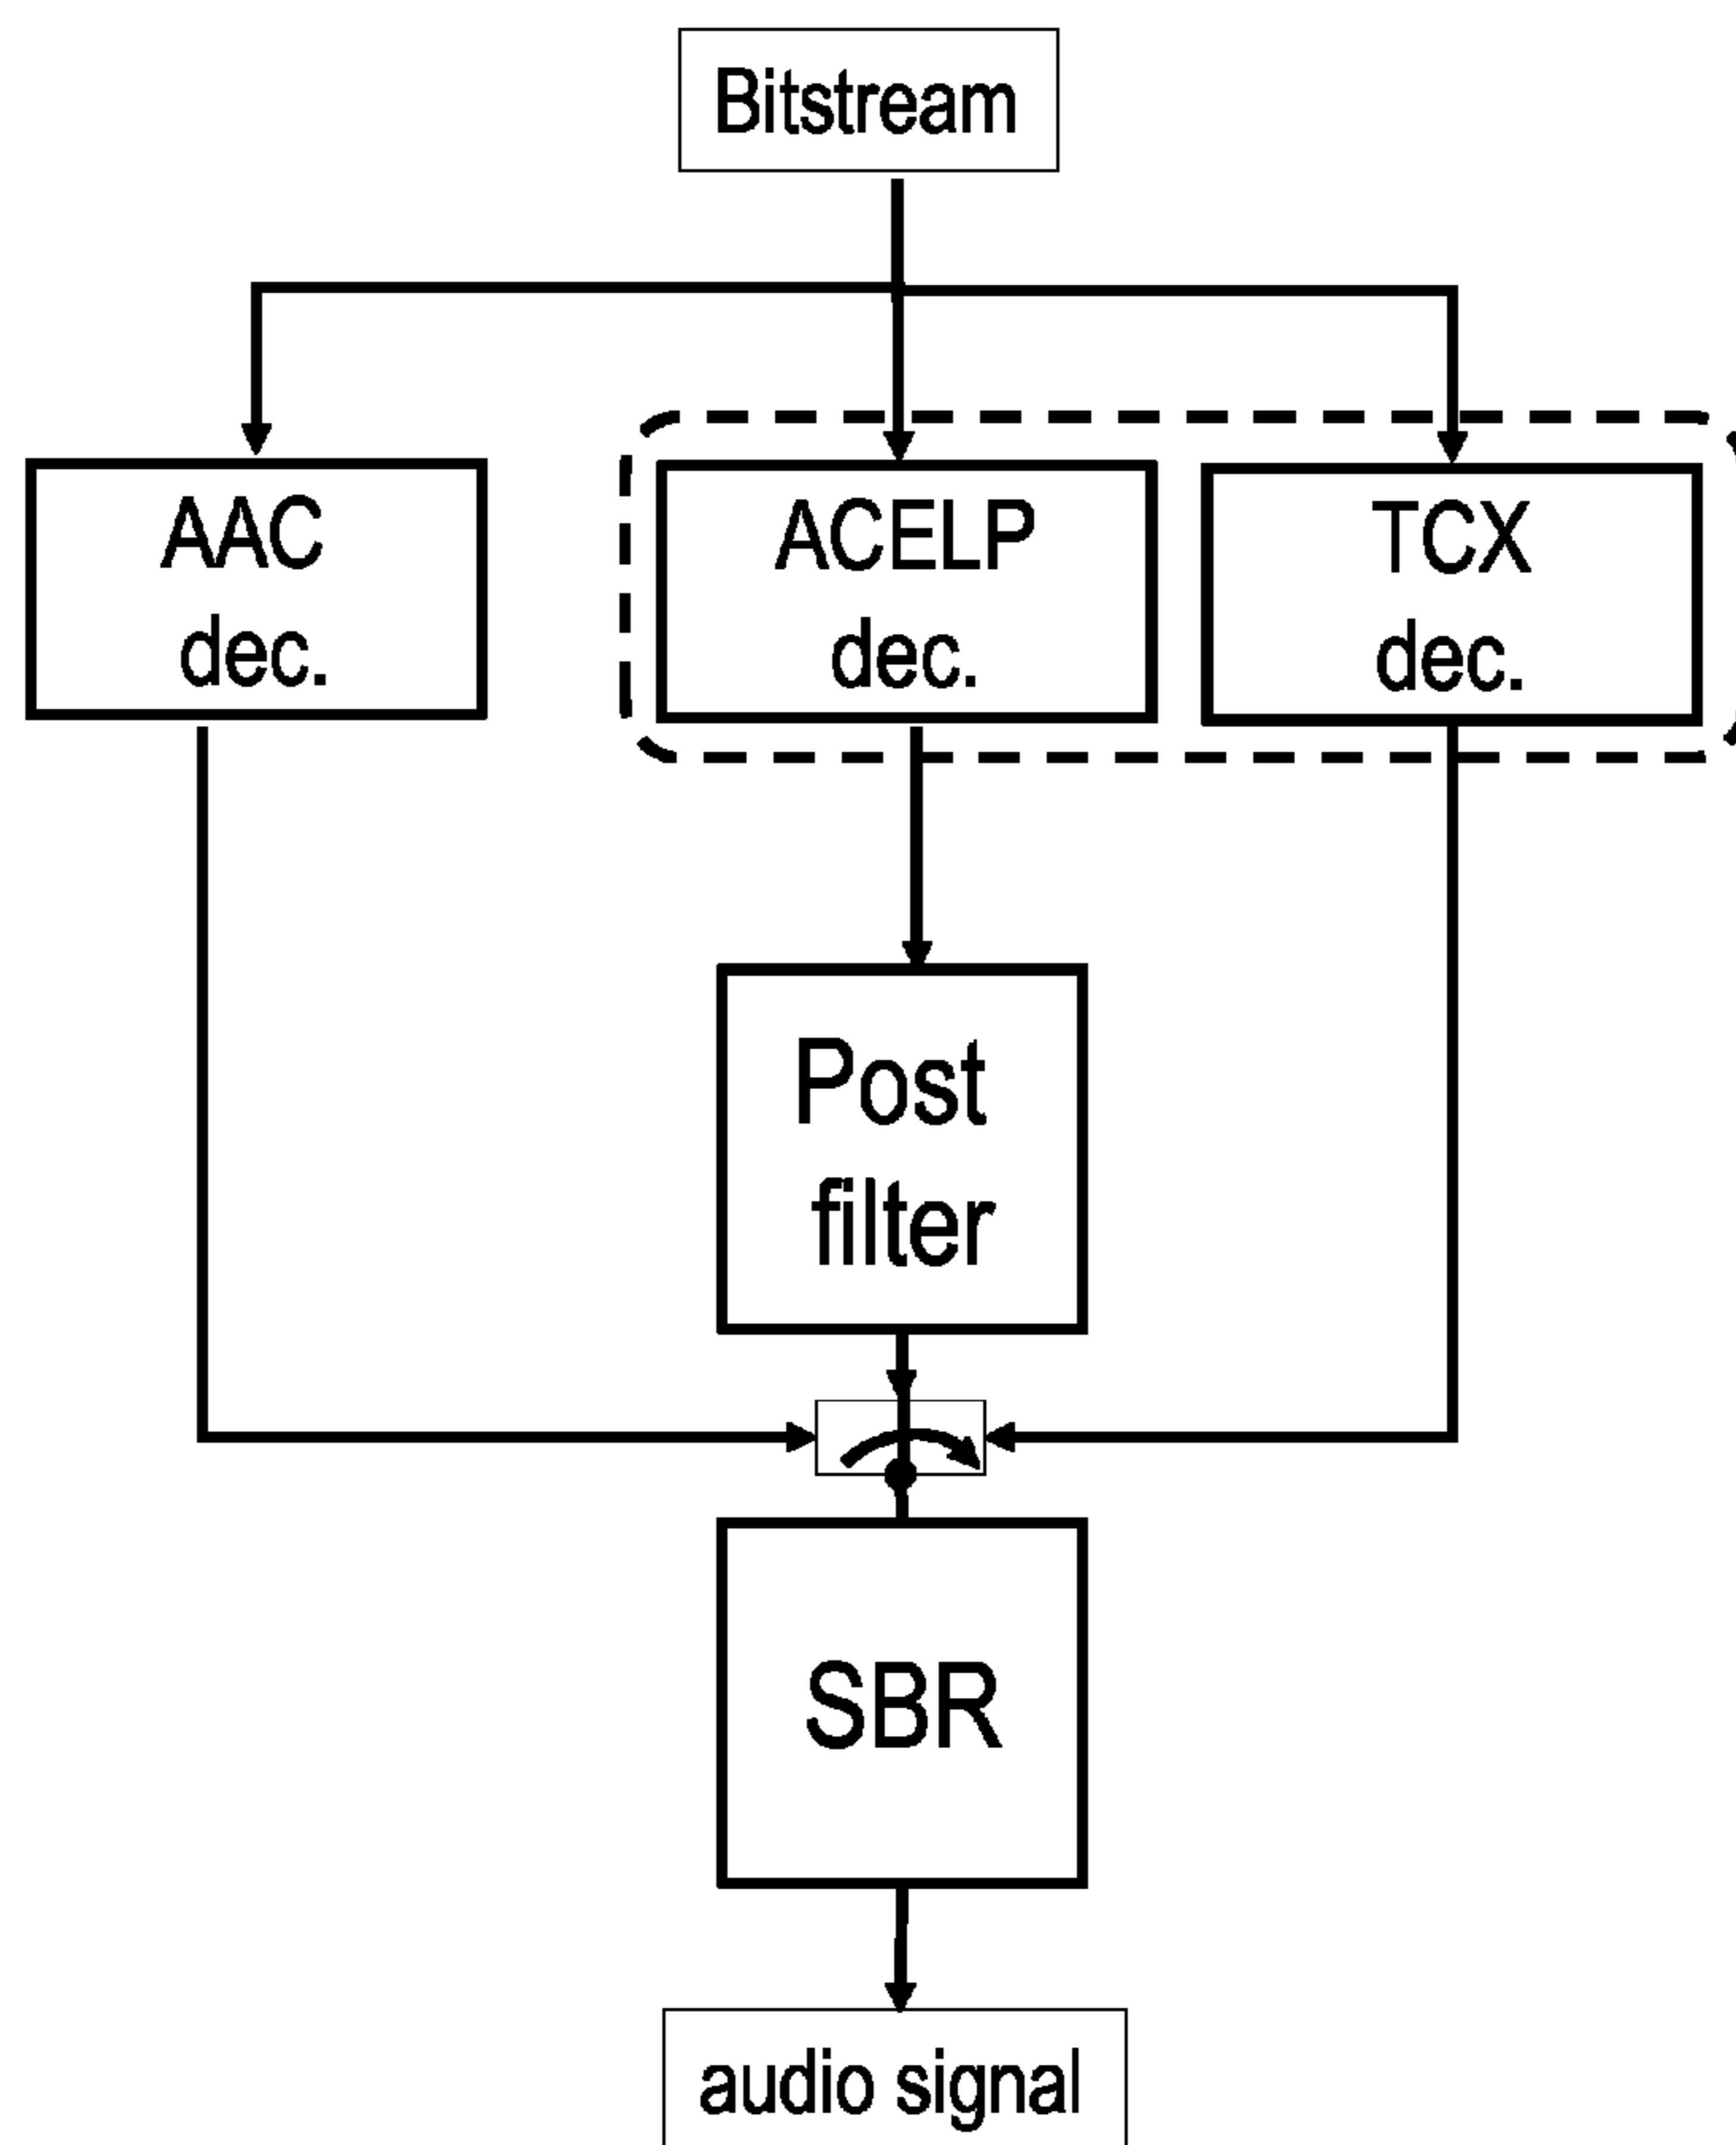 Bitstream
AAC
dec.
ACELP
dec.
TCX
dec.
Post
filter
SBR
audio signal